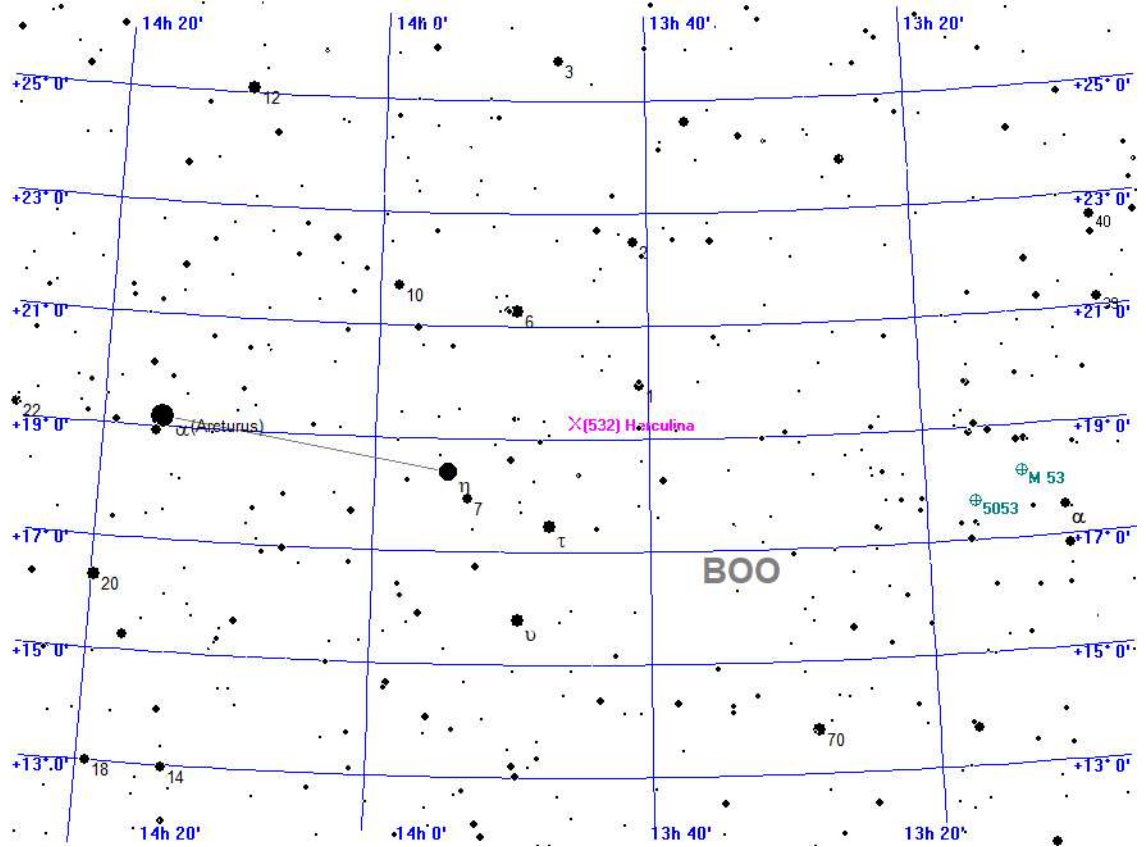 14h 20' 14h 0' 13h 40' 13h 20'
3
+25° 0' +25° 0'
12
+23° 0' +23° 0'
40
2
10
39
+21° 0' 6 +21° 0'
1
22
α (Arcturus) (532) Herculina
+19° 0' +19° 0'
M 53
η
7 5053 α
τ
+17° 0' +17° 0'
BOO
20
υ
+15° 0' +15° 0'
70
+13° 0' +13° 0'
18 14
14h 20' 14h 0' 13h 40' 13h 20'